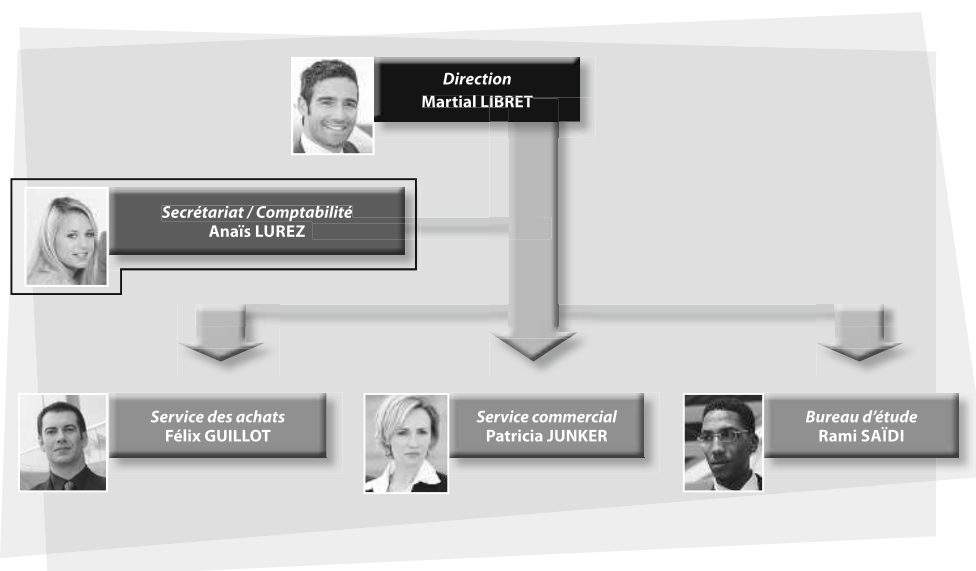 Direction
Martial LIBRET
Secrétariat / Comptabilité
Anaïs LUREZ
Service des achats
Félix GUILLOT
Service commercial
Patricia JUNKER
Bureau d'étude
Rami SAÏDI